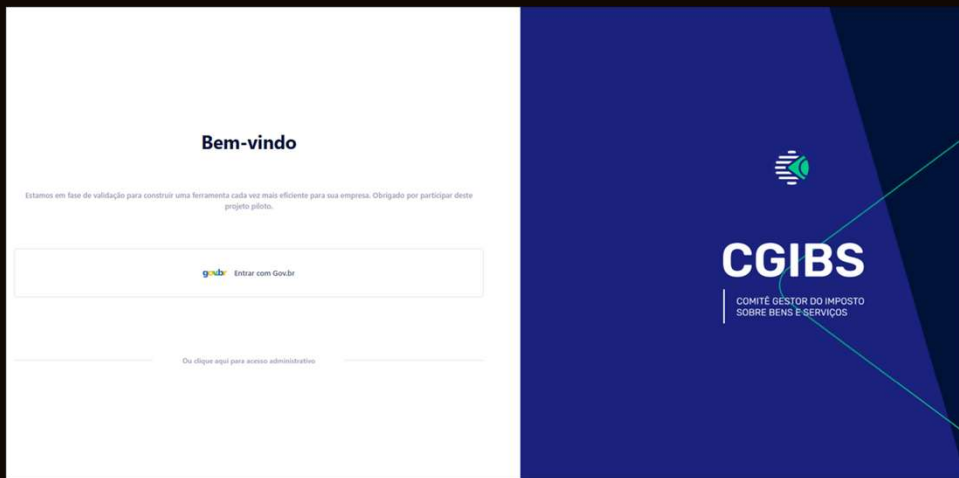 Bem-vindo
Estamos em fase de validação para construir uma ferramenta cada vez mais eficiente para sua empresa. Obrigado por participar deste
projeto piloto.
gov.br Entrar com Gov.br
Ou clique aqui para acesso administrativo
CGIBS
COMITÊ GESTOR DO IMPOSTO
SOBRE BENS E SERVIÇOS